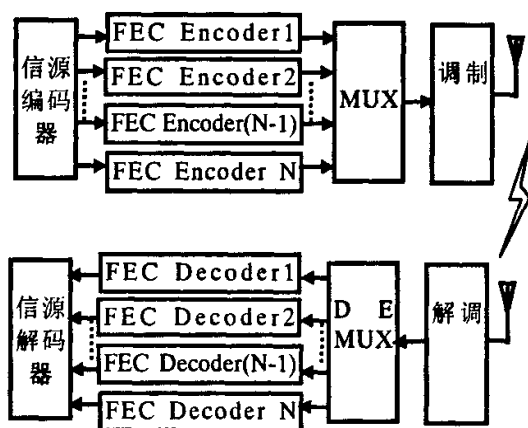 信源编码器
FEC Encoder1
FEC Encoder2
FEC Encoder(N-1)
FEC Encoder N
MUX
调制
信源解码器
FEC Decoder1
FEC Decoder2
FEC Decoder(N-1)
FEC Decoder N
D E
MUX
解调